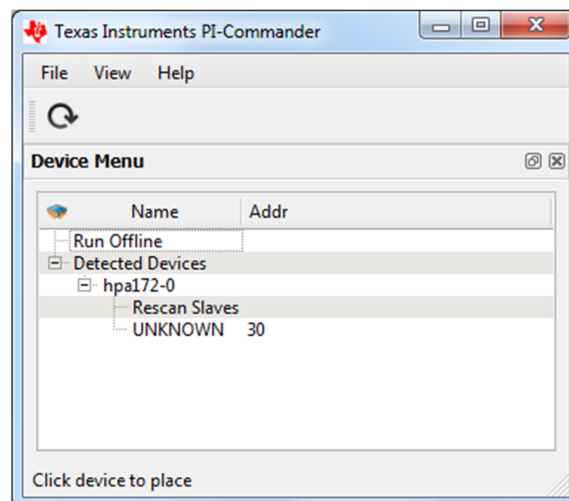 Texas Instruments PI-Commander
File View Help
Device Menu
Name Addr
Run Offline
Detected Devices
hpa172-0
Rescan Slaves
UNKNOWN 30
Click device to place